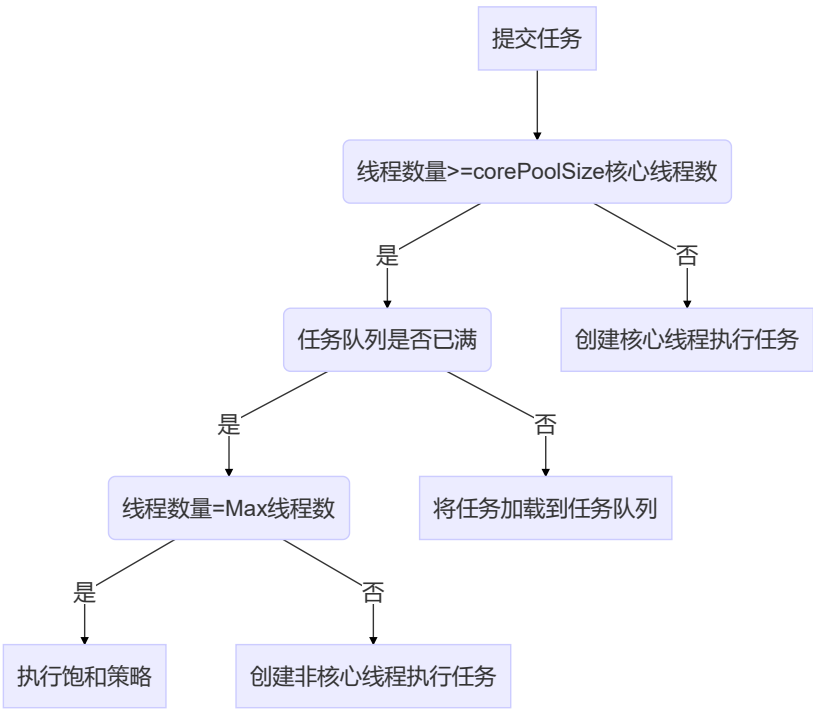 提交任务
线程数量>=corePoolSize核心线程数
是
否
任务队列是否已满
创建核心线程执行任务
是
否
线程数量=Max线程数
将任务加载到任务队列
是
否
执行饱和策略
创建非核心线程执行任务